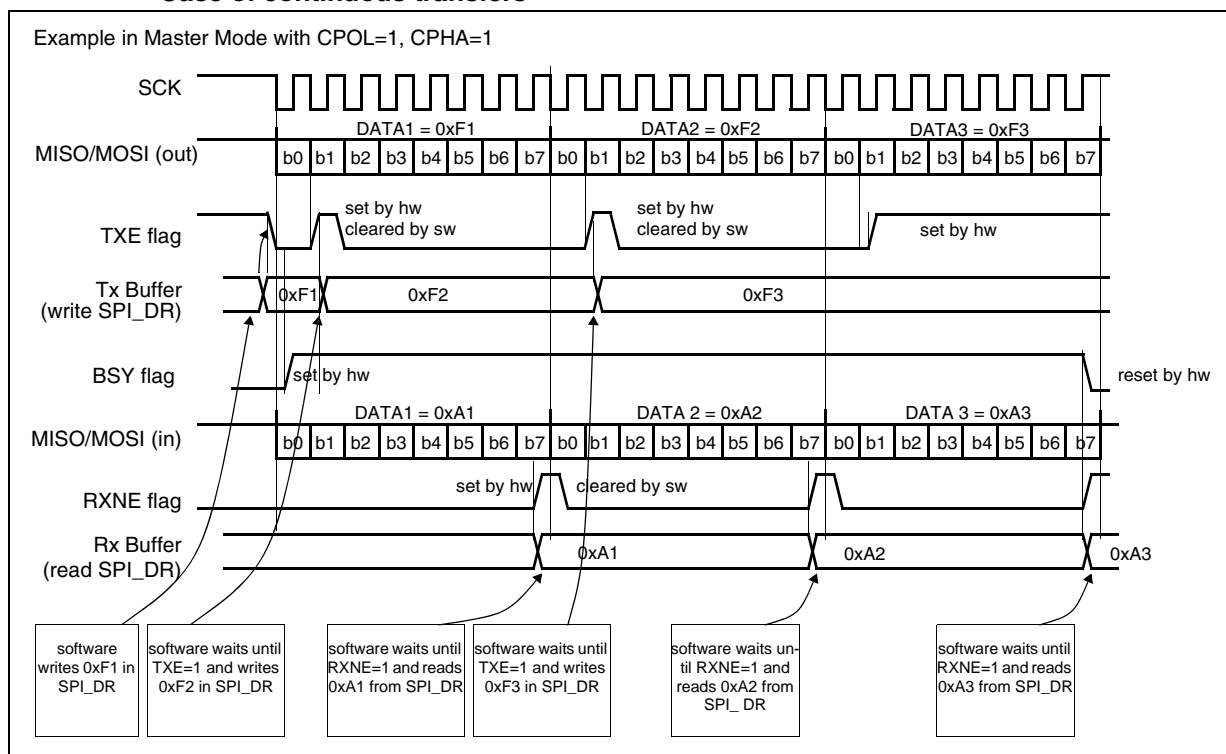 case of continuous transfers
Example in Master Mode with CPOL=1, CPHA=1
SCK
DATA1 = 0xF1 DATA2 = 0xF2 DATA3 = 0xF3
MISO/MOSI (out)
b0 b1 b2 b3 b4 b5 b6 b7 b0 b1 b2 b3 b4 b5 b6 b7 b0 b1 b2 b3 b4 b5 b6 b7
TXE flag
set by hw
cleared by sw
set by hw
cleared by sw
set by hw
Tx Buffer
(write SPI_DR)
0xF1 0xF2 0xF3
BSY flag
set by hw
reset by hw
DATA1 = 0xA1 DATA 2 = 0xA2 DATA 3 = 0xA3
MISO/MOSI (in)
b0 b1 b2 b3 b4 b5 b6 b7 b0 b1 b2 b3 b4 b5 b6 b7 b0 b1 b2 b3 b4 b5 b6 b7
RXNE flag
set by hw
cleared by sw
Rx Buffer
(read SPI_DR)
0xA1 0xA2 0xA3
software
writes 0xF1 in
SPI_DR
software waits until
TXE=1 and writes
0xF2 in SPI_DR
software waits until
RXNE=1 and reads
0xA1 from SPI_DR
software waits until
TXE=1 and writes
0xF3 in SPI_DR
software waits un-
til RXNE=1 and
reads 0xA2 from
SPI_ DR
software waits until
RXNE=1 and reads
0xA3 from SPI_DR